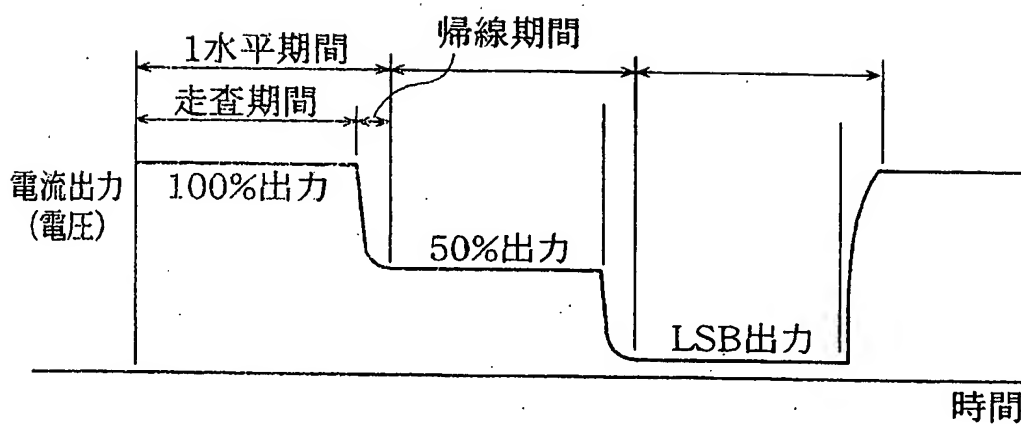 帰線期間
1水平期間
走査期間
電流出力
(電圧)
100%出力
50%出力
LSB出力
時間